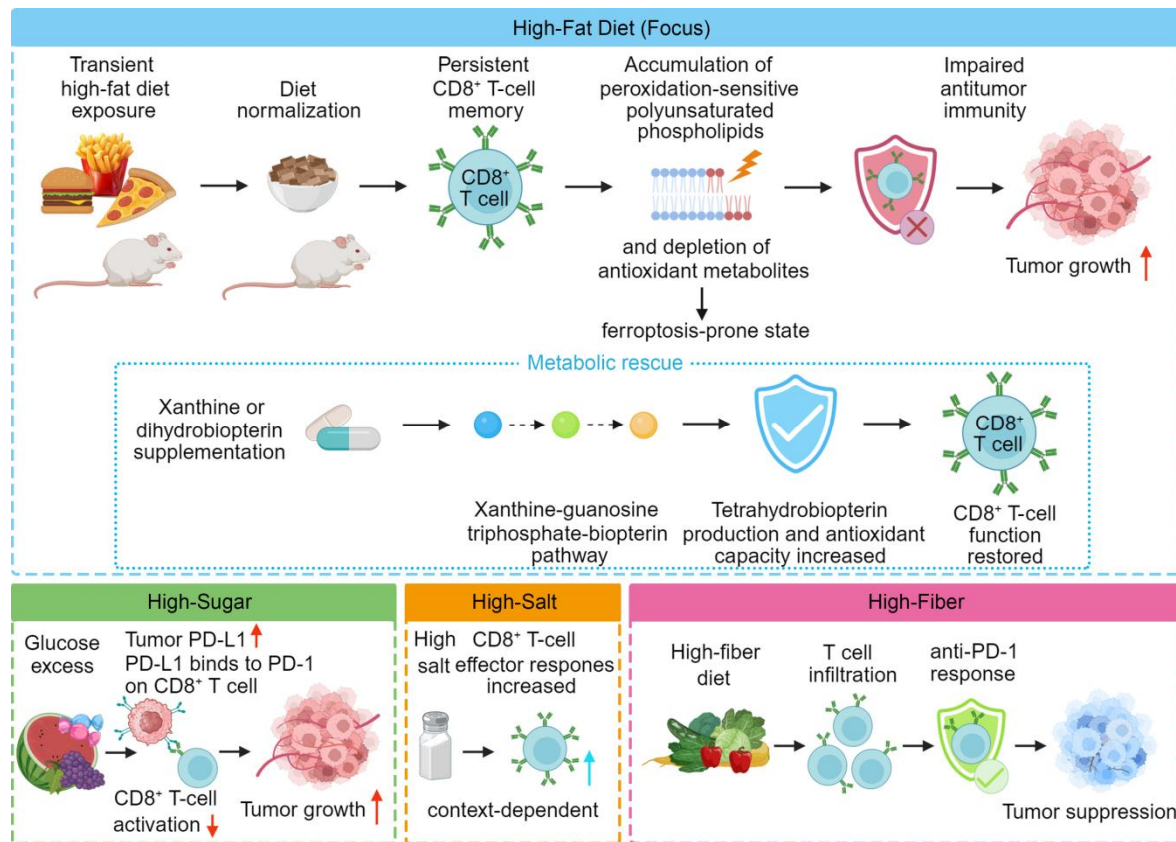 High-Fat Diet (Focus)
Transient
high-fat diet
exposure
Diet
normalization
Persistent
CD8⁺ T-cell
memory
CD8⁺
T cell
Accumulation of
peroxidation-sensitive
polyunsaturated
phospholipids
and depletion of
antioxidant metabolites
ferroptosis-prone state
Impaired
antitumor
immunity
Tumor growth
Metabolic rescue
Xanthine or
dihydrobiopterin
supplementation
Xanthine-guanosine
triphosphate-biopterin
pathway
Tetrahydrobiopterin
production and antioxidant
capacity increased
CD8⁺
T cell
CD8⁺ T-cell
function
restored
High-Sugar
Glucose
excess
Tumor PD-L1
PD-L1 binds to PD-1
on CD8⁺ T cell
CD8⁺ T-cell
activation
Tumor growth
High-Salt
High
salt
CD8⁺ T-cell
effector respones
increased
context-dependent
High-Fiber
High-fiber
diet
T cell
infiltration
anti-PD-1
response
Tumor suppression